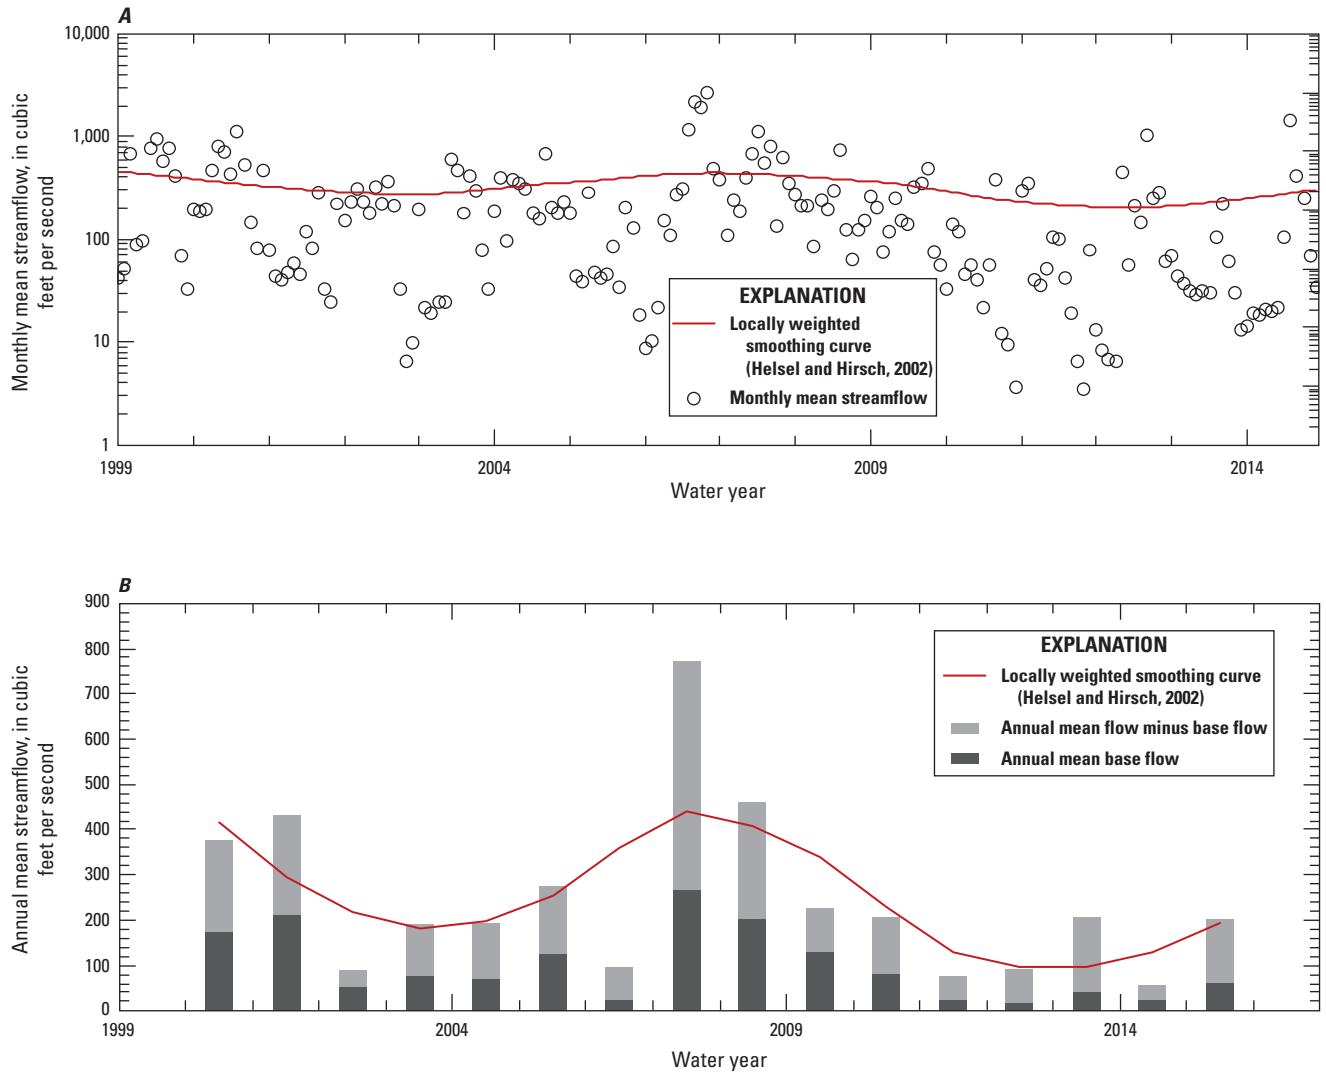 A
10,000
1,000
100
10
1
Monthly mean streamflow, in cubic
feet per second
EXPLANATION
Locally weighted
smoothing curve
(Helsel and Hirsch, 2002)
Monthly mean streamflow
1999
2004
2009
2014
Water year
B
900
800
700
600
500
400
300
200
100
0
Annual mean streamflow, in cubic
feet per second
EXPLANATION
Locally weighted smoothing curve
(Helsel and Hirsch, 2002)
Annual mean flow minus base flow
Annual mean base flow
1999
2004
2009
2014
Water year